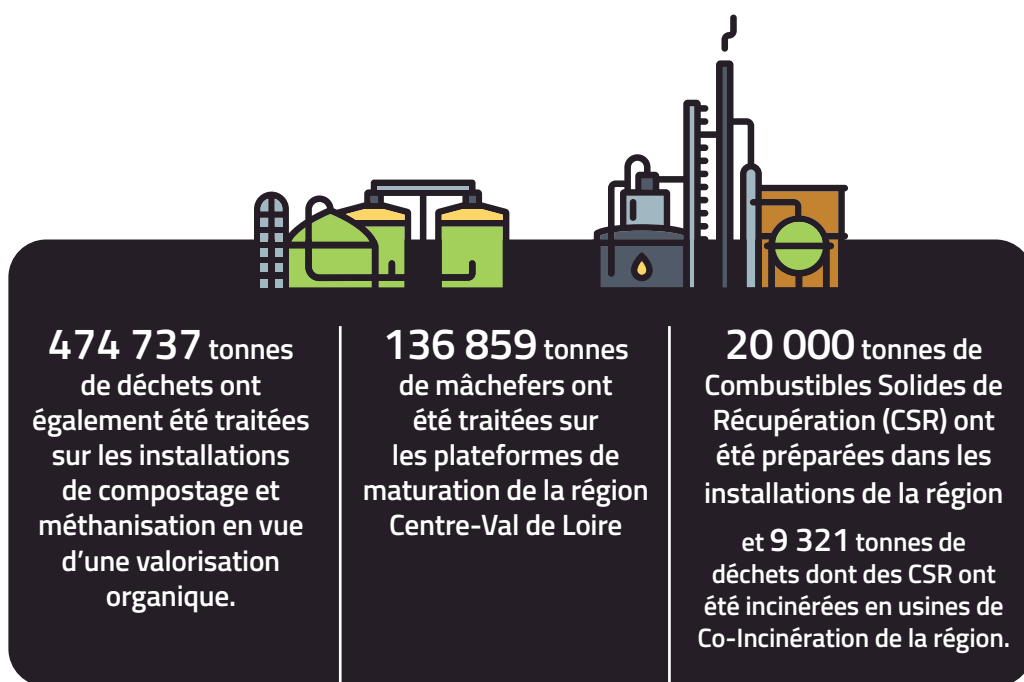 474 737 tonnes
de déchets ont
également été traitées
sur les installations
de compostage et
méthanisation en vue
d'une valorisation
organique.
136 859 tonnes
de mâchefers ont
été traitées sur
les plateformes de
maturation de la région
Centre-Val de Loire
20 000 tonnes de
Combustibles Solides de
Récupération (CSR) ont
été préparées dans les
installations de la région
et 9 321 tonnes de
déchets dont des CSR ont
été incinérées en usines de
Co-Incinération de la région.